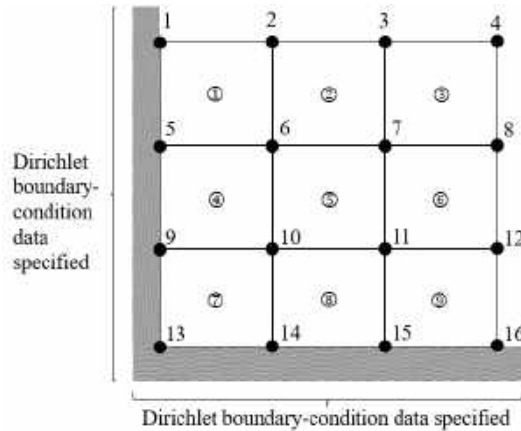 1 2 3 4
① ② ③
5 6 7 8
Dirichlet
boundary-
condition
data
specified
④ ⑤ ⑥
9 10 11 12
⑦ ⑧ ⑨
13 14 15 16
Dirichlet boundary-condition data specified